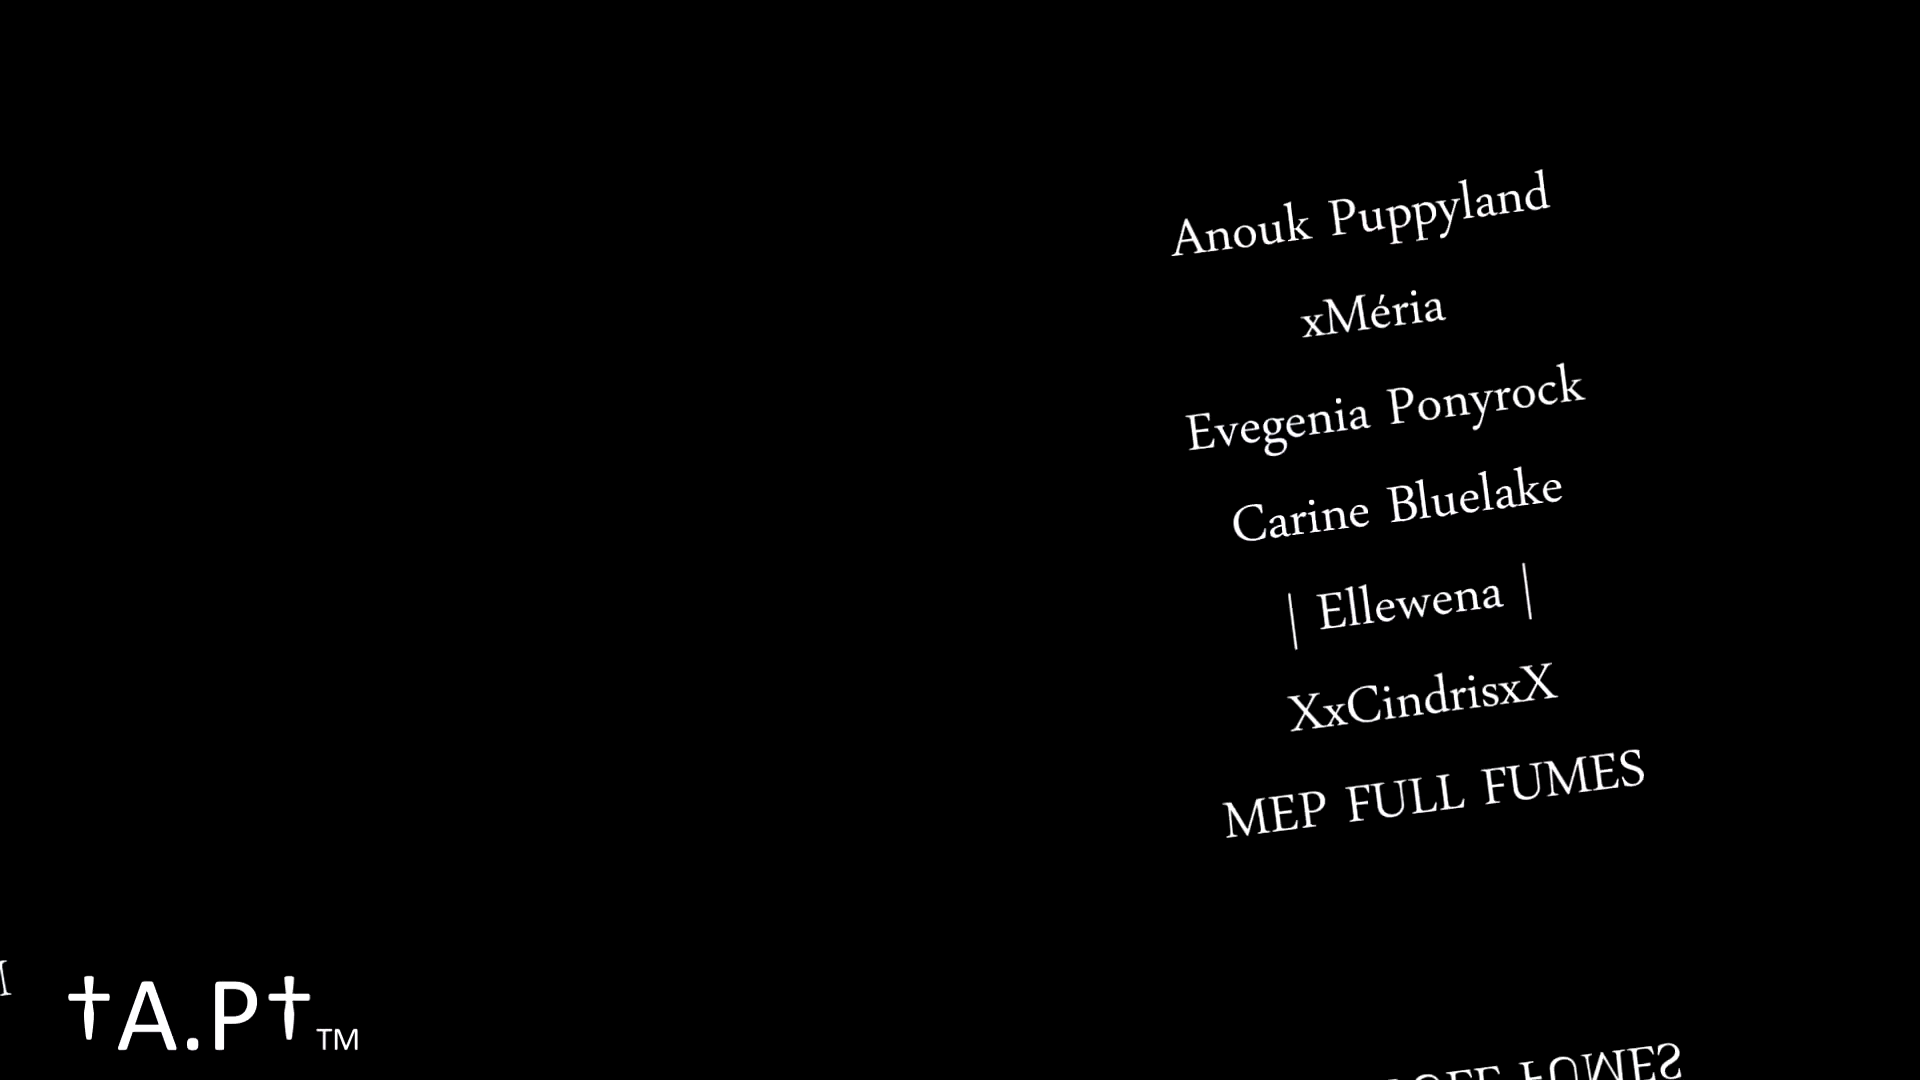 Anouk Puppyland
xMéria
Evegenia Ponyrock
Carine Bluelake
| Ellewena |
XxCindrisxX
MEP FULL FUMES
†A.P†™